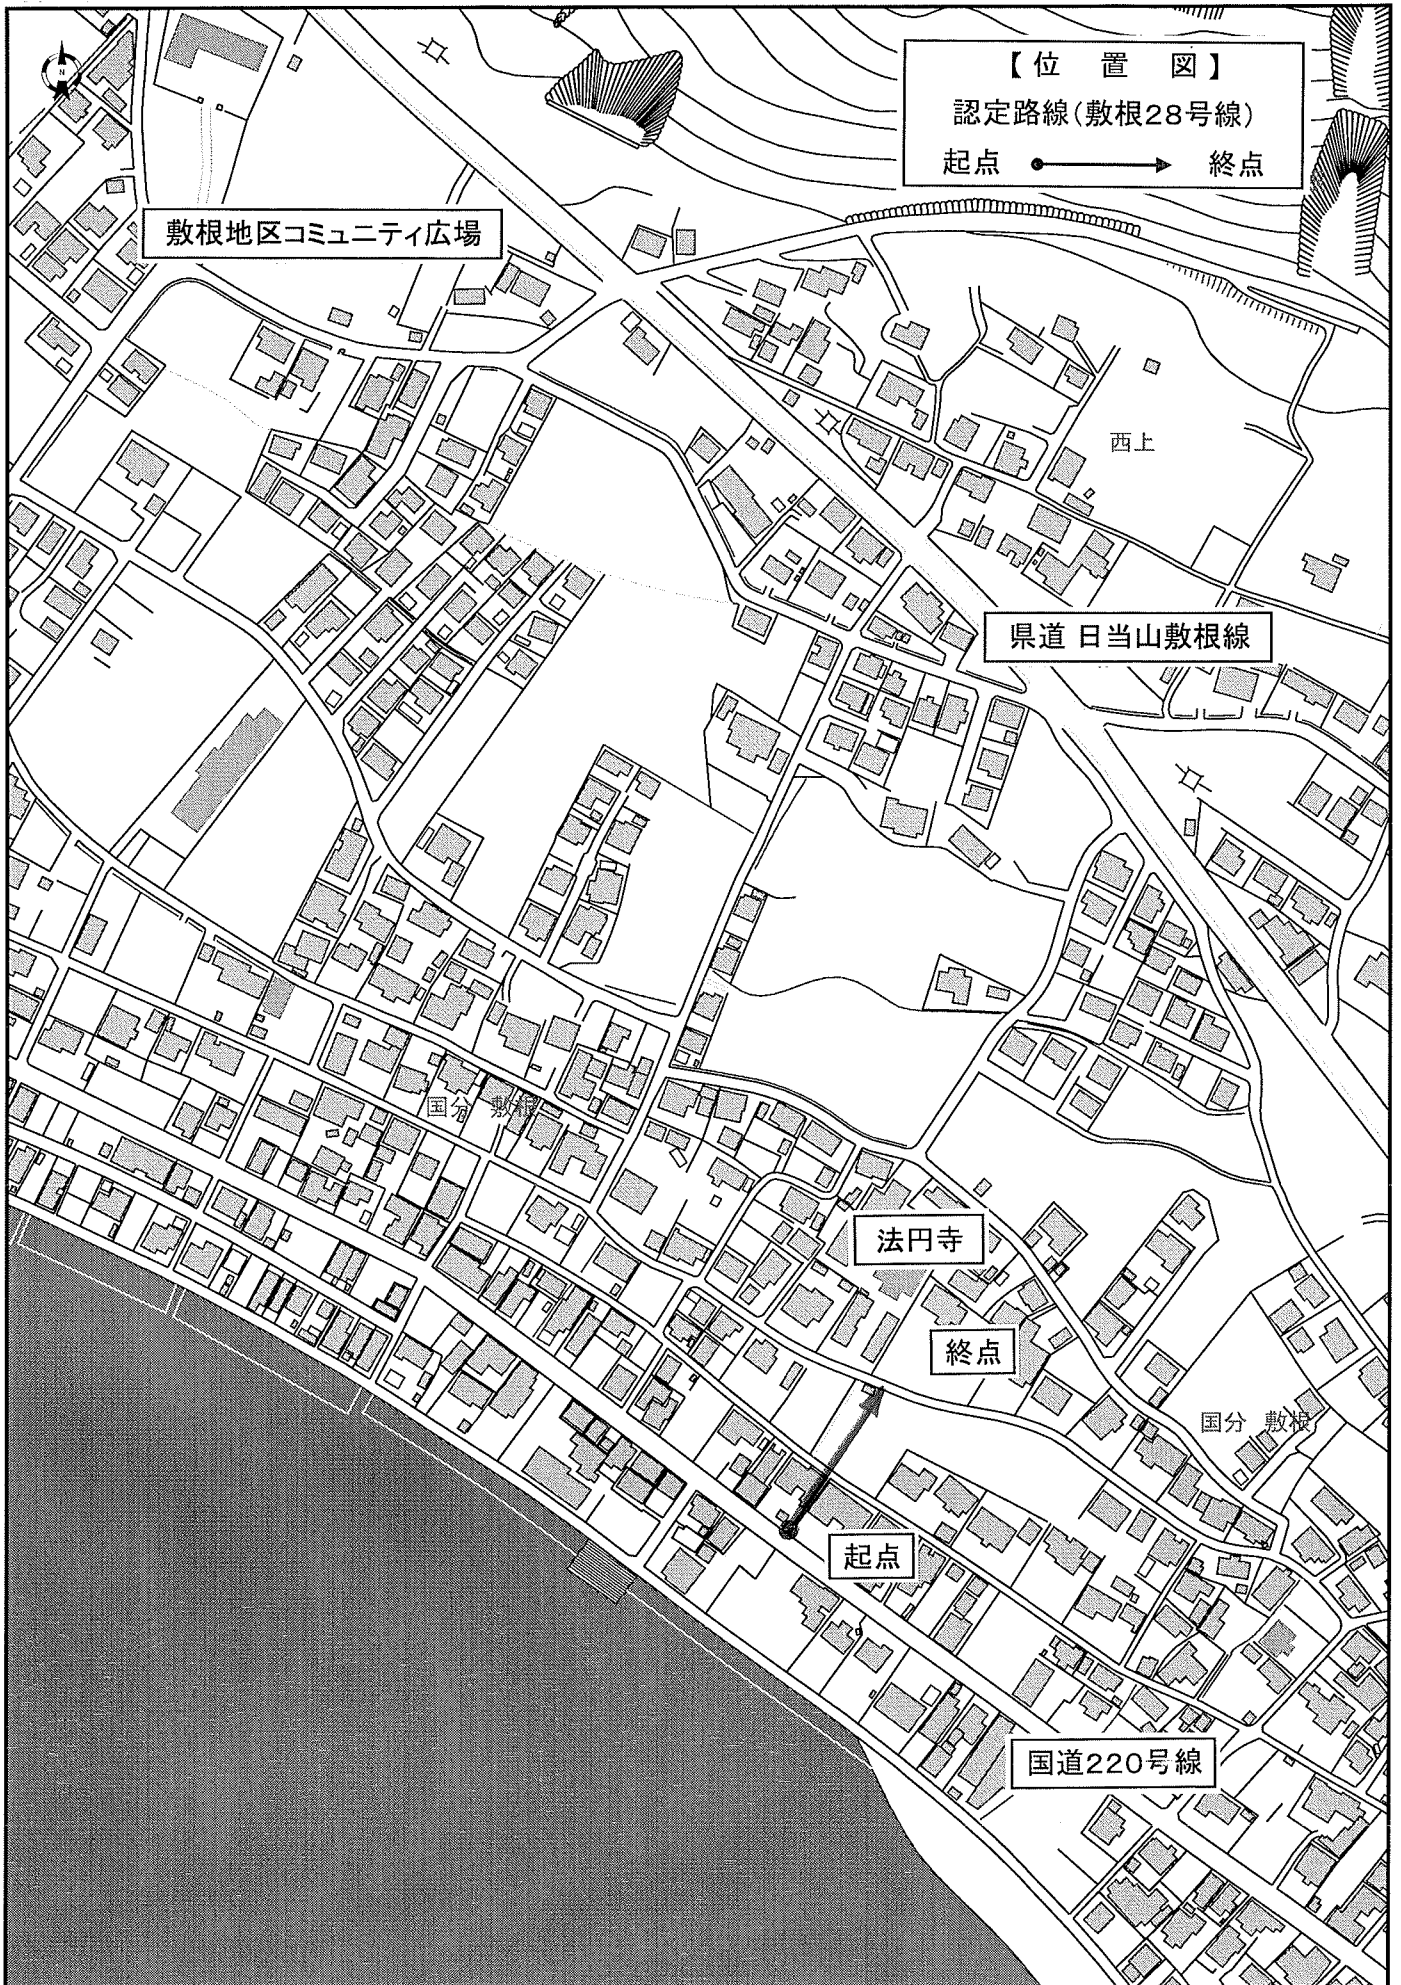 N
【位 置 図】
認定路線(敷根28号線)
起点 終点
敷根地区コミュニティ広場
西上
県道 日当山敷根線
国分 敷根
法円寺
終点
国分 敷根
起点
国道220号線